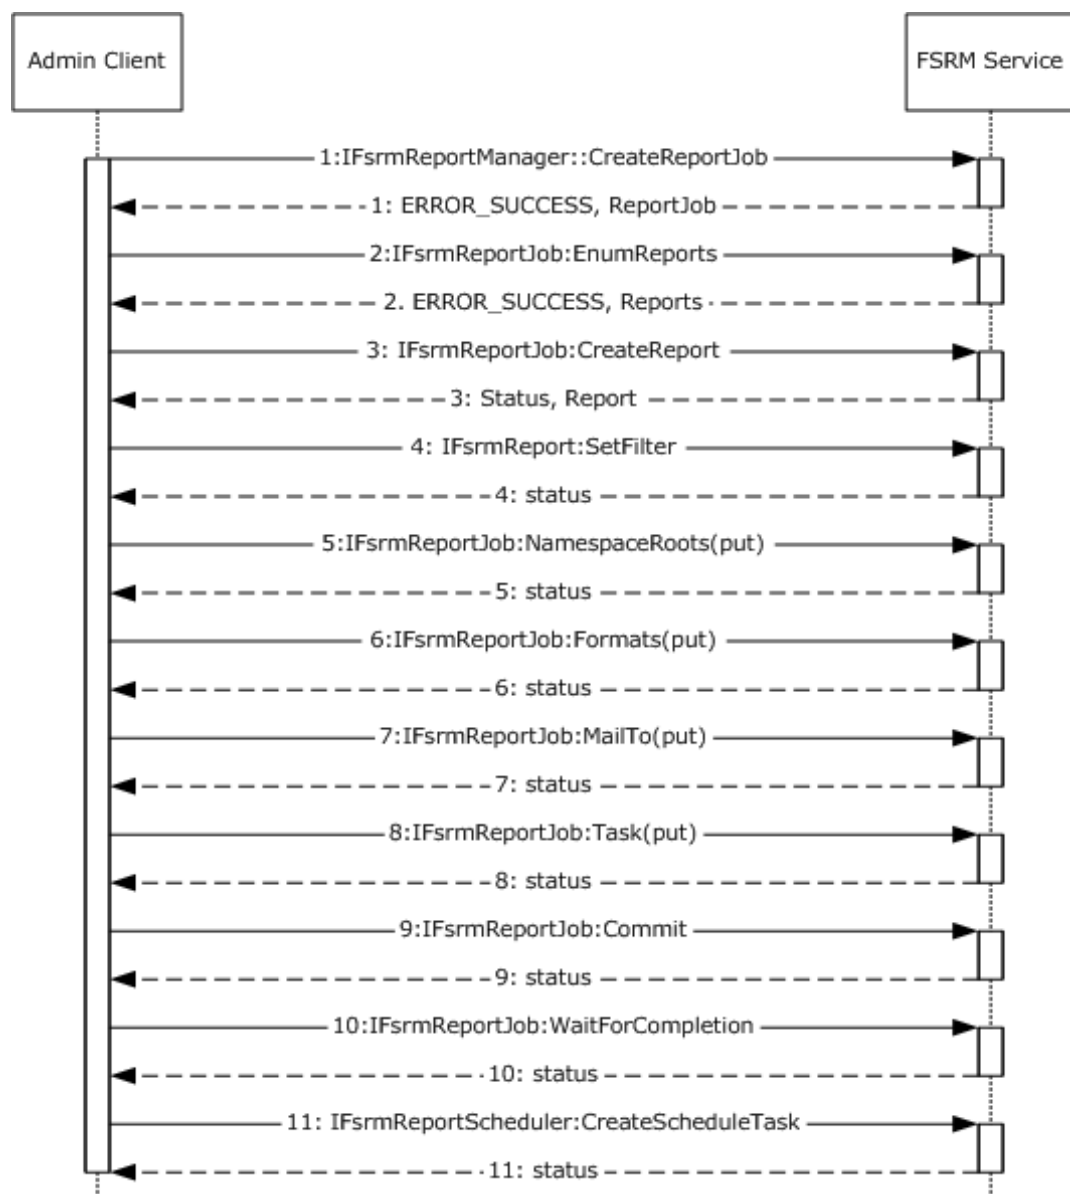 Admin Client
FSRM Service
1:IFsrmReportManager::CreateReportJob
1: ERROR_SUCCESS, ReportJob
2:IFsrmReportJob:EnumReports
2. ERROR_SUCCESS, Reports
3: IFsrmReportJob:CreateReport
3: Status, Report
4: IFsrmReport:SetFilter
4: status
5:IFsrmReportJob:NamespaceRoots(put)
5: status
6:IFsrmReportJob:Formats(put)
6: status
7:IFsrmReportJob:MailTo(put)
7: status
8:IFsrmReportJob:Task(put)
8: status
9:IFsrmReportJob:Commit
9: status
10:IFsrmReportJob:WaitForCompletion
10: status
11: IFsrmReportScheduler:CreateScheduleTask
11: status